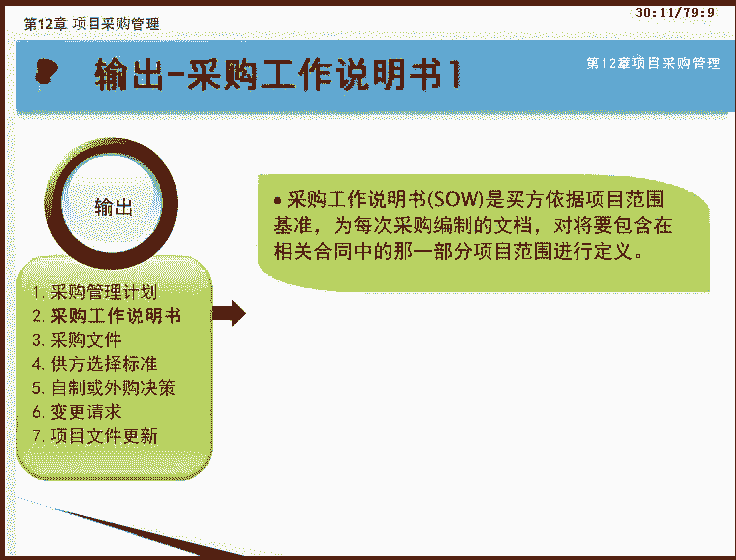 第12章 项目采购管理
30:11/79:9
输出-采购工作说明书1
第12章项目采购管理
输出
1. 采购管理计划
2. 采购工作说明书
3. 采购文件
4. 供方选择标准
5. 自制或外购决策
6. 变更请求
7. 项目文件更新
• 采购工作说明书(SOW)是买方依据项目范围
基准，为每次采购编制的文档，对将要包含在
相关合同中的那一部分项目范围进行定义。